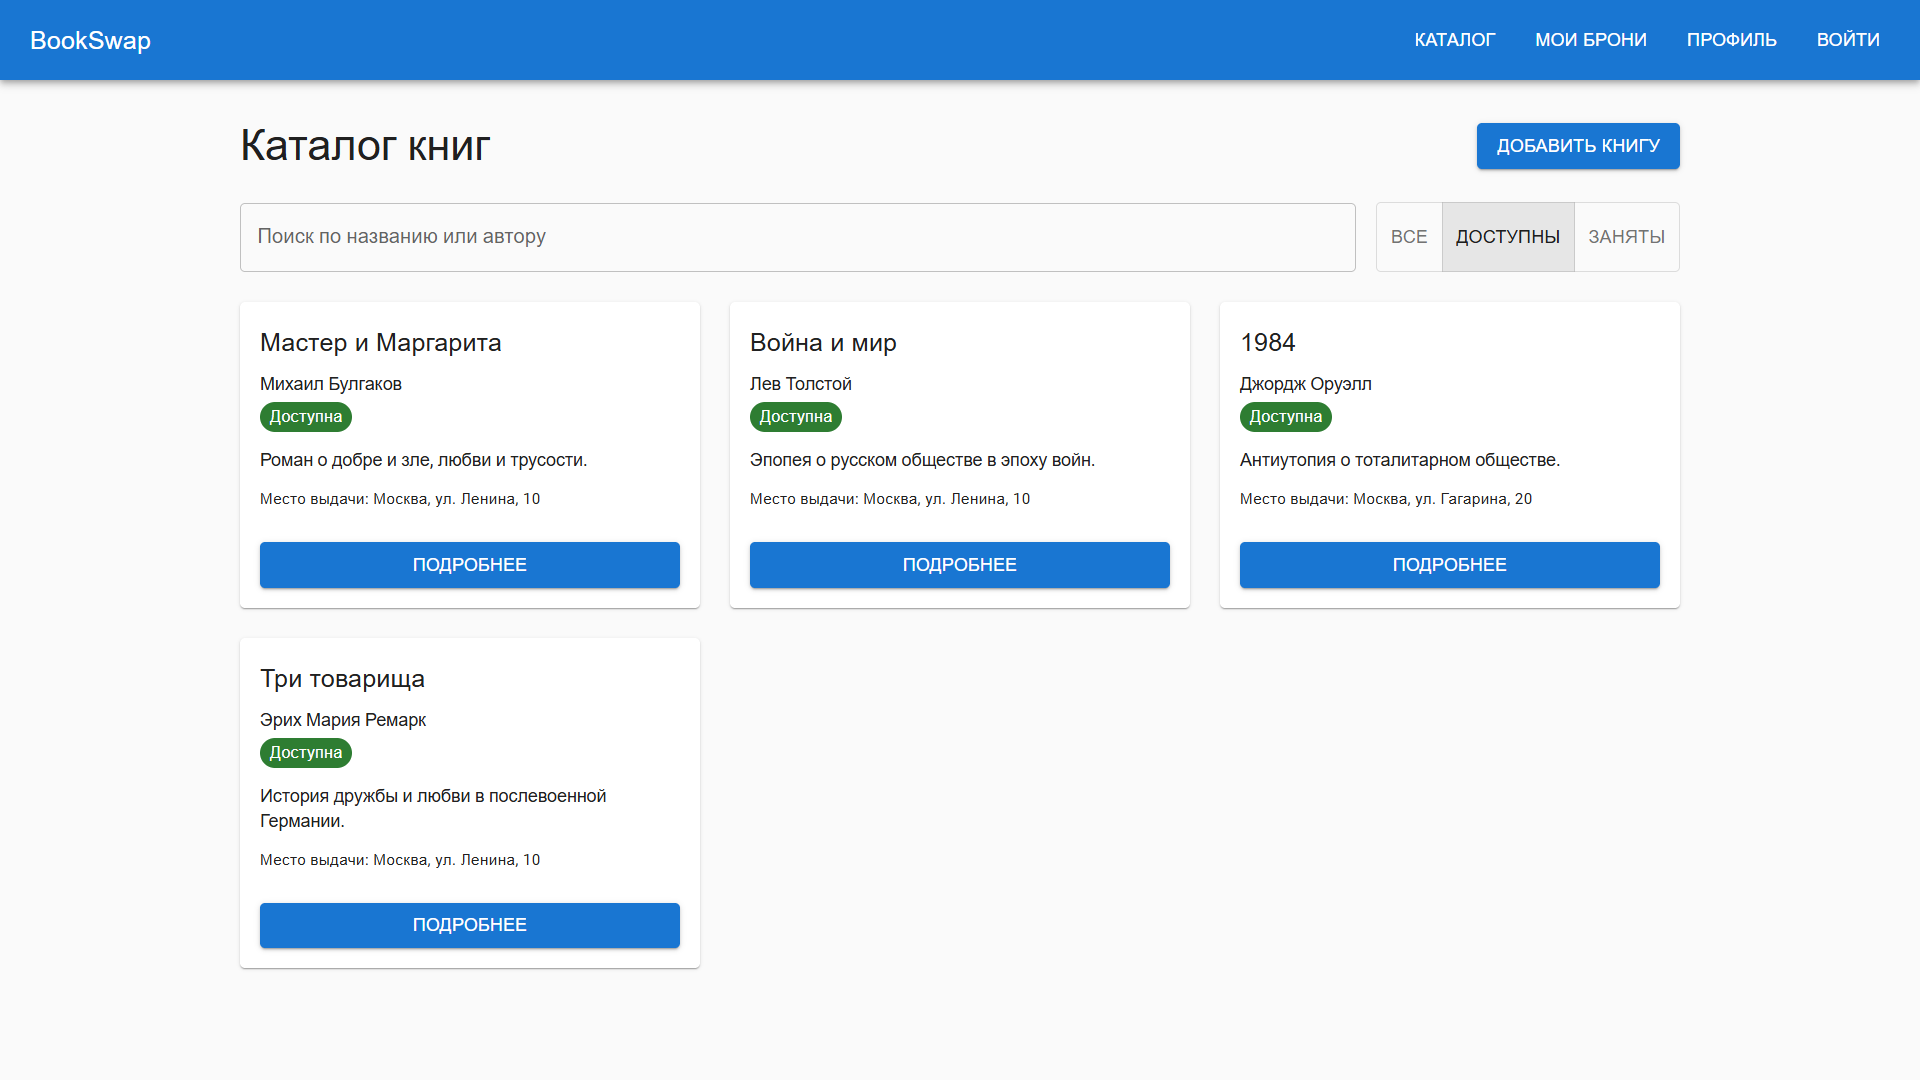 BookSwap
КАТАЛОГ
МОИ БРОНИ
ПРОФИЛЬ
ВОЙТИ
Каталог книг
ДОБАВИТЬ КНИГУ
Поиск по названию или автору
ВСЕ
ДОСТУПНЫ
ЗАНЯТЫ
Мастер и Маргарита
Михаил Булгаков
Доступна
Роман о добре и зле, любви и трусости.
Место выдачи: Москва, ул. Ленина, 10
ПОДРОБНЕЕ
Война и мир
Лев Толстой
Доступна
Эпопея о русском обществе в эпоху войн.
Место выдачи: Москва, ул. Ленина, 10
ПОДРОБНЕЕ
1984
Джордж Оруэлл
Доступна
Антиутопия о тоталитарном обществе.
Место выдачи: Москва, ул. Гагарина, 20
ПОДРОБНЕЕ
Три товарища
Эрих Мария Ремарк
Доступна
История дружбы и любви в послевоенной
Германии.
Место выдачи: Москва, ул. Ленина, 10
ПОДРОБНЕЕ